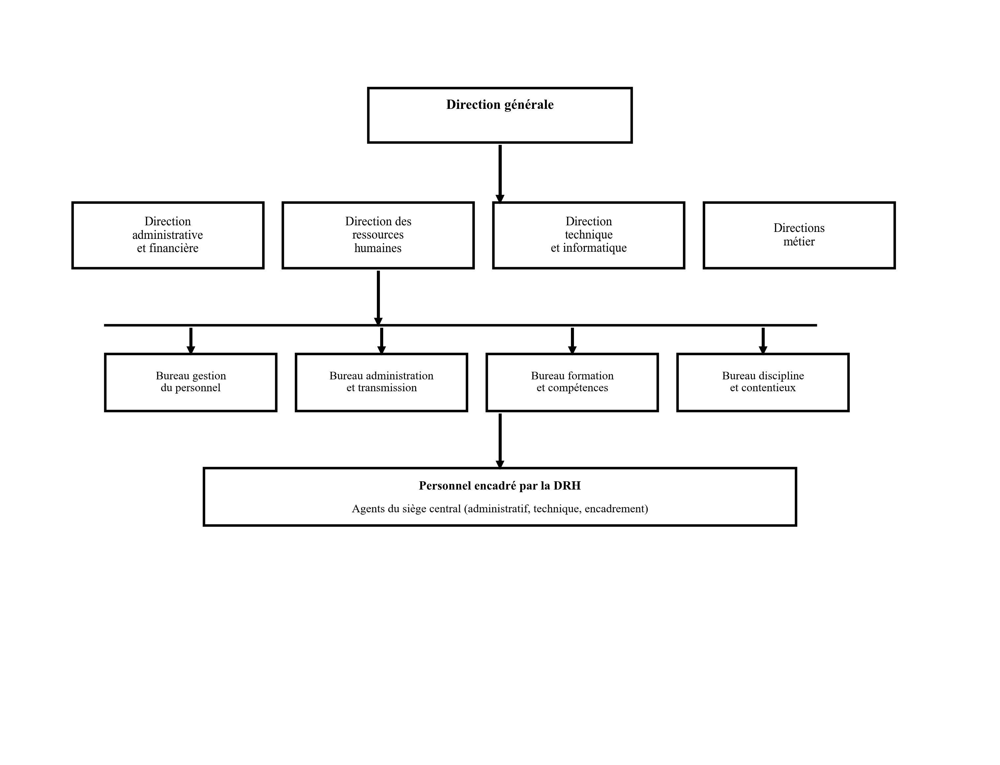 Direction générale
Direction
administrative
et financière
Direction des
ressources
humaines
Direction
technique
et informatique
Directions
métier
Bureau gestion
du personnel
Bureau administration
et transmission
Bureau formation
et compétences
Bureau discipline
et contentieux
Personnel encadré par la DRH
Agents du siège central (administratif, technique, encadrement)